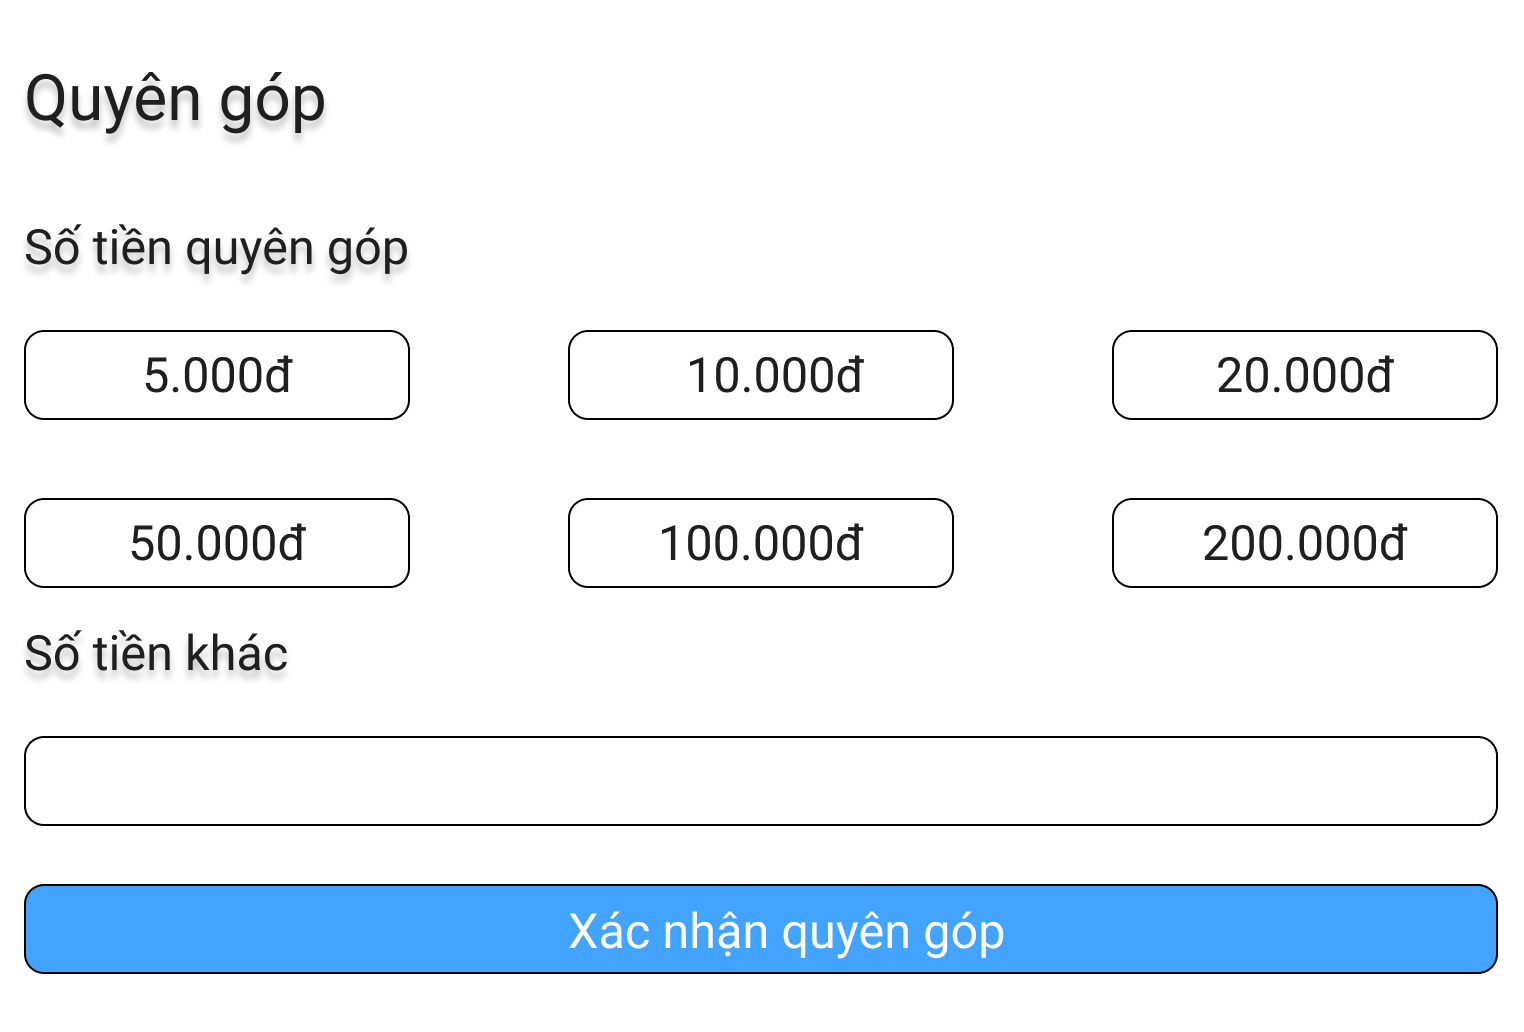 Quyên góp
Số tiền quyên góp
5.000đ 10.000đ 20.000đ
50.000đ 100.000đ 200.000đ
Số tiền khác
Xác nhận quyên góp